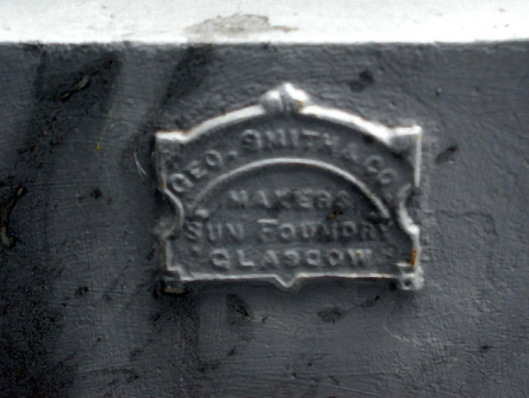 GEO. SMITH & CO.
MAKERS
SUN FOUNDRY
GLASGOW